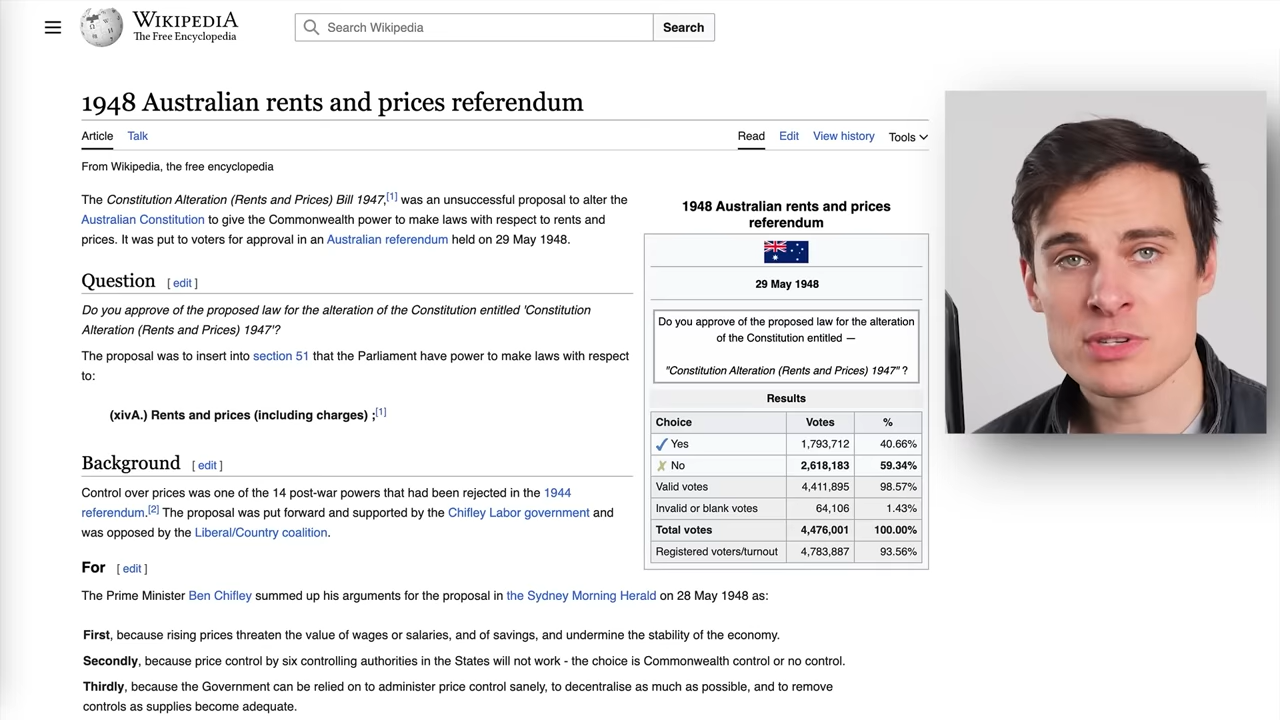 WIKIPEDIA
The Free Encyclopedia
Search Wikipedia
Search
1948 Australian rents and prices referendum
Article Talk
Read Edit View history Tools
From Wikipedia, the free encyclopedia
The Constitution Alteration (Rents and Prices) Bill 1947,[1] was an unsuccessful proposal to alter the
Australian Constitution to give the Commonwealth power to make laws with respect to rents and
prices. It was put to voters for approval in an Australian referendum held on 29 May 1948.
Question [ edit ]
Do you approve of the proposed law for the alteration of the Constitution entitled 'Constitution
Alteration (Rents and Prices) 1947'?
The proposal was to insert into section 51 that the Parliament have power to make laws with respect
to:
(xivA.) Rents and prices (including charges) ;[1]
Background [ edit ]
Control over prices was one of the 14 post-war powers that had been rejected in the 1944
referendum.[2] The proposal was put forward and supported by the Chifley Labor government and
was opposed by the Liberal/Country coalition.
For [ edit ]
The Prime Minister Ben Chifley summed up his arguments for the proposal in the Sydney Morning Herald on 28 May 1948 as:
First, because rising prices threaten the value of wages or salaries, and of savings, and undermine the stability of the economy.
Secondly, because price control by six controlling authorities in the States will not work - the choice is Commonwealth control or no control.
Thirdly, because the Government can be relied on to administer price control sanely, to decentralise as much as possible, and to remove
controls as supplies become adequate.
1948 Australian rents and prices
referendum
29 May 1948
Do you approve of the proposed law for the alteration
of the Constitution entitled —
"Constitution Alteration (Rents and Prices) 1947" ?
Results
Choice Votes %
Yes 1,793,712 40.66%
No 2,618,183 59.34%
Valid votes 4,411,895 98.57%
Invalid or blank votes 64,106 1.43%
Total votes 4,476,001 100.00%
Registered voters/turnout 4,783,887 93.56%